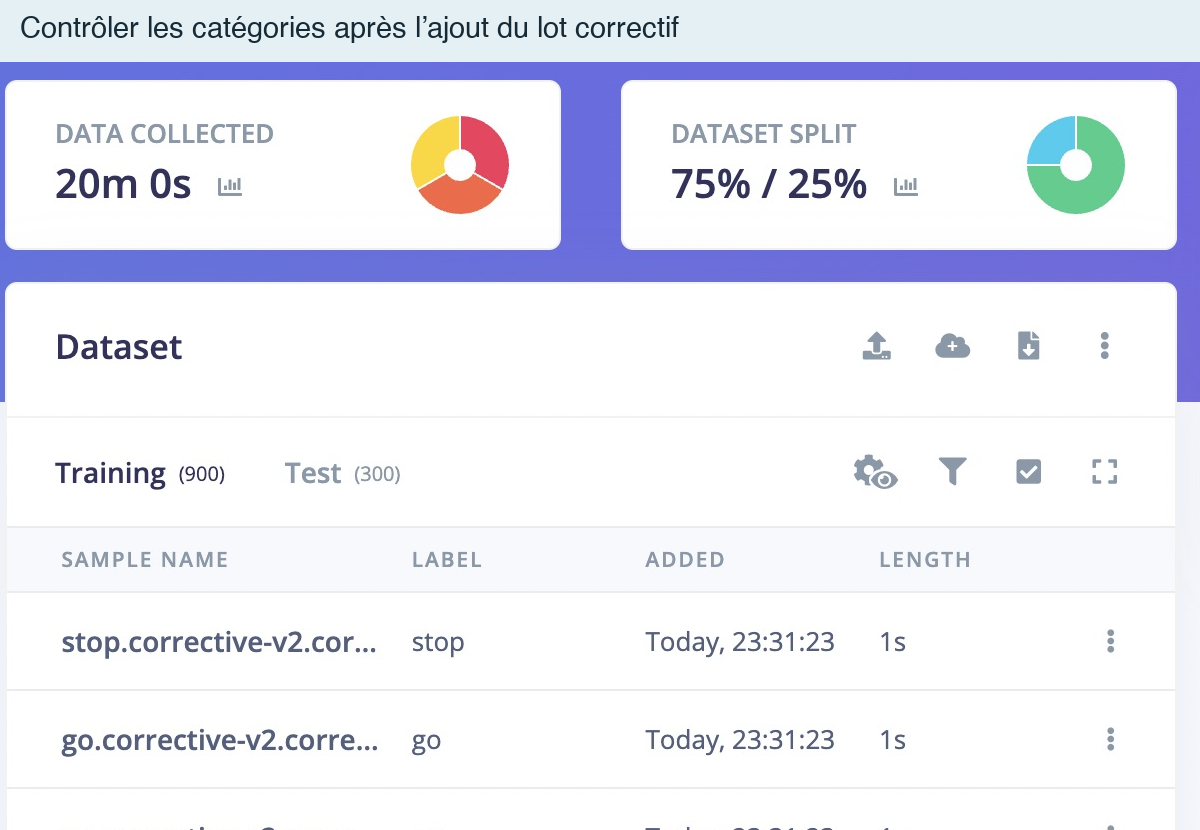 Contrôler les catégories après l’ajout du lot correctif
DATA COLLECTED
20m 0s
DATASET SPLIT
75% / 25%
Dataset
Training (900) Test (300)
SAMPLE NAME LABEL ADDED LENGTH
stop.corrective-v2.cor... stop Today, 23:31:23 1s
go.corrective-v2.corre... go Today, 23:31:23 1s